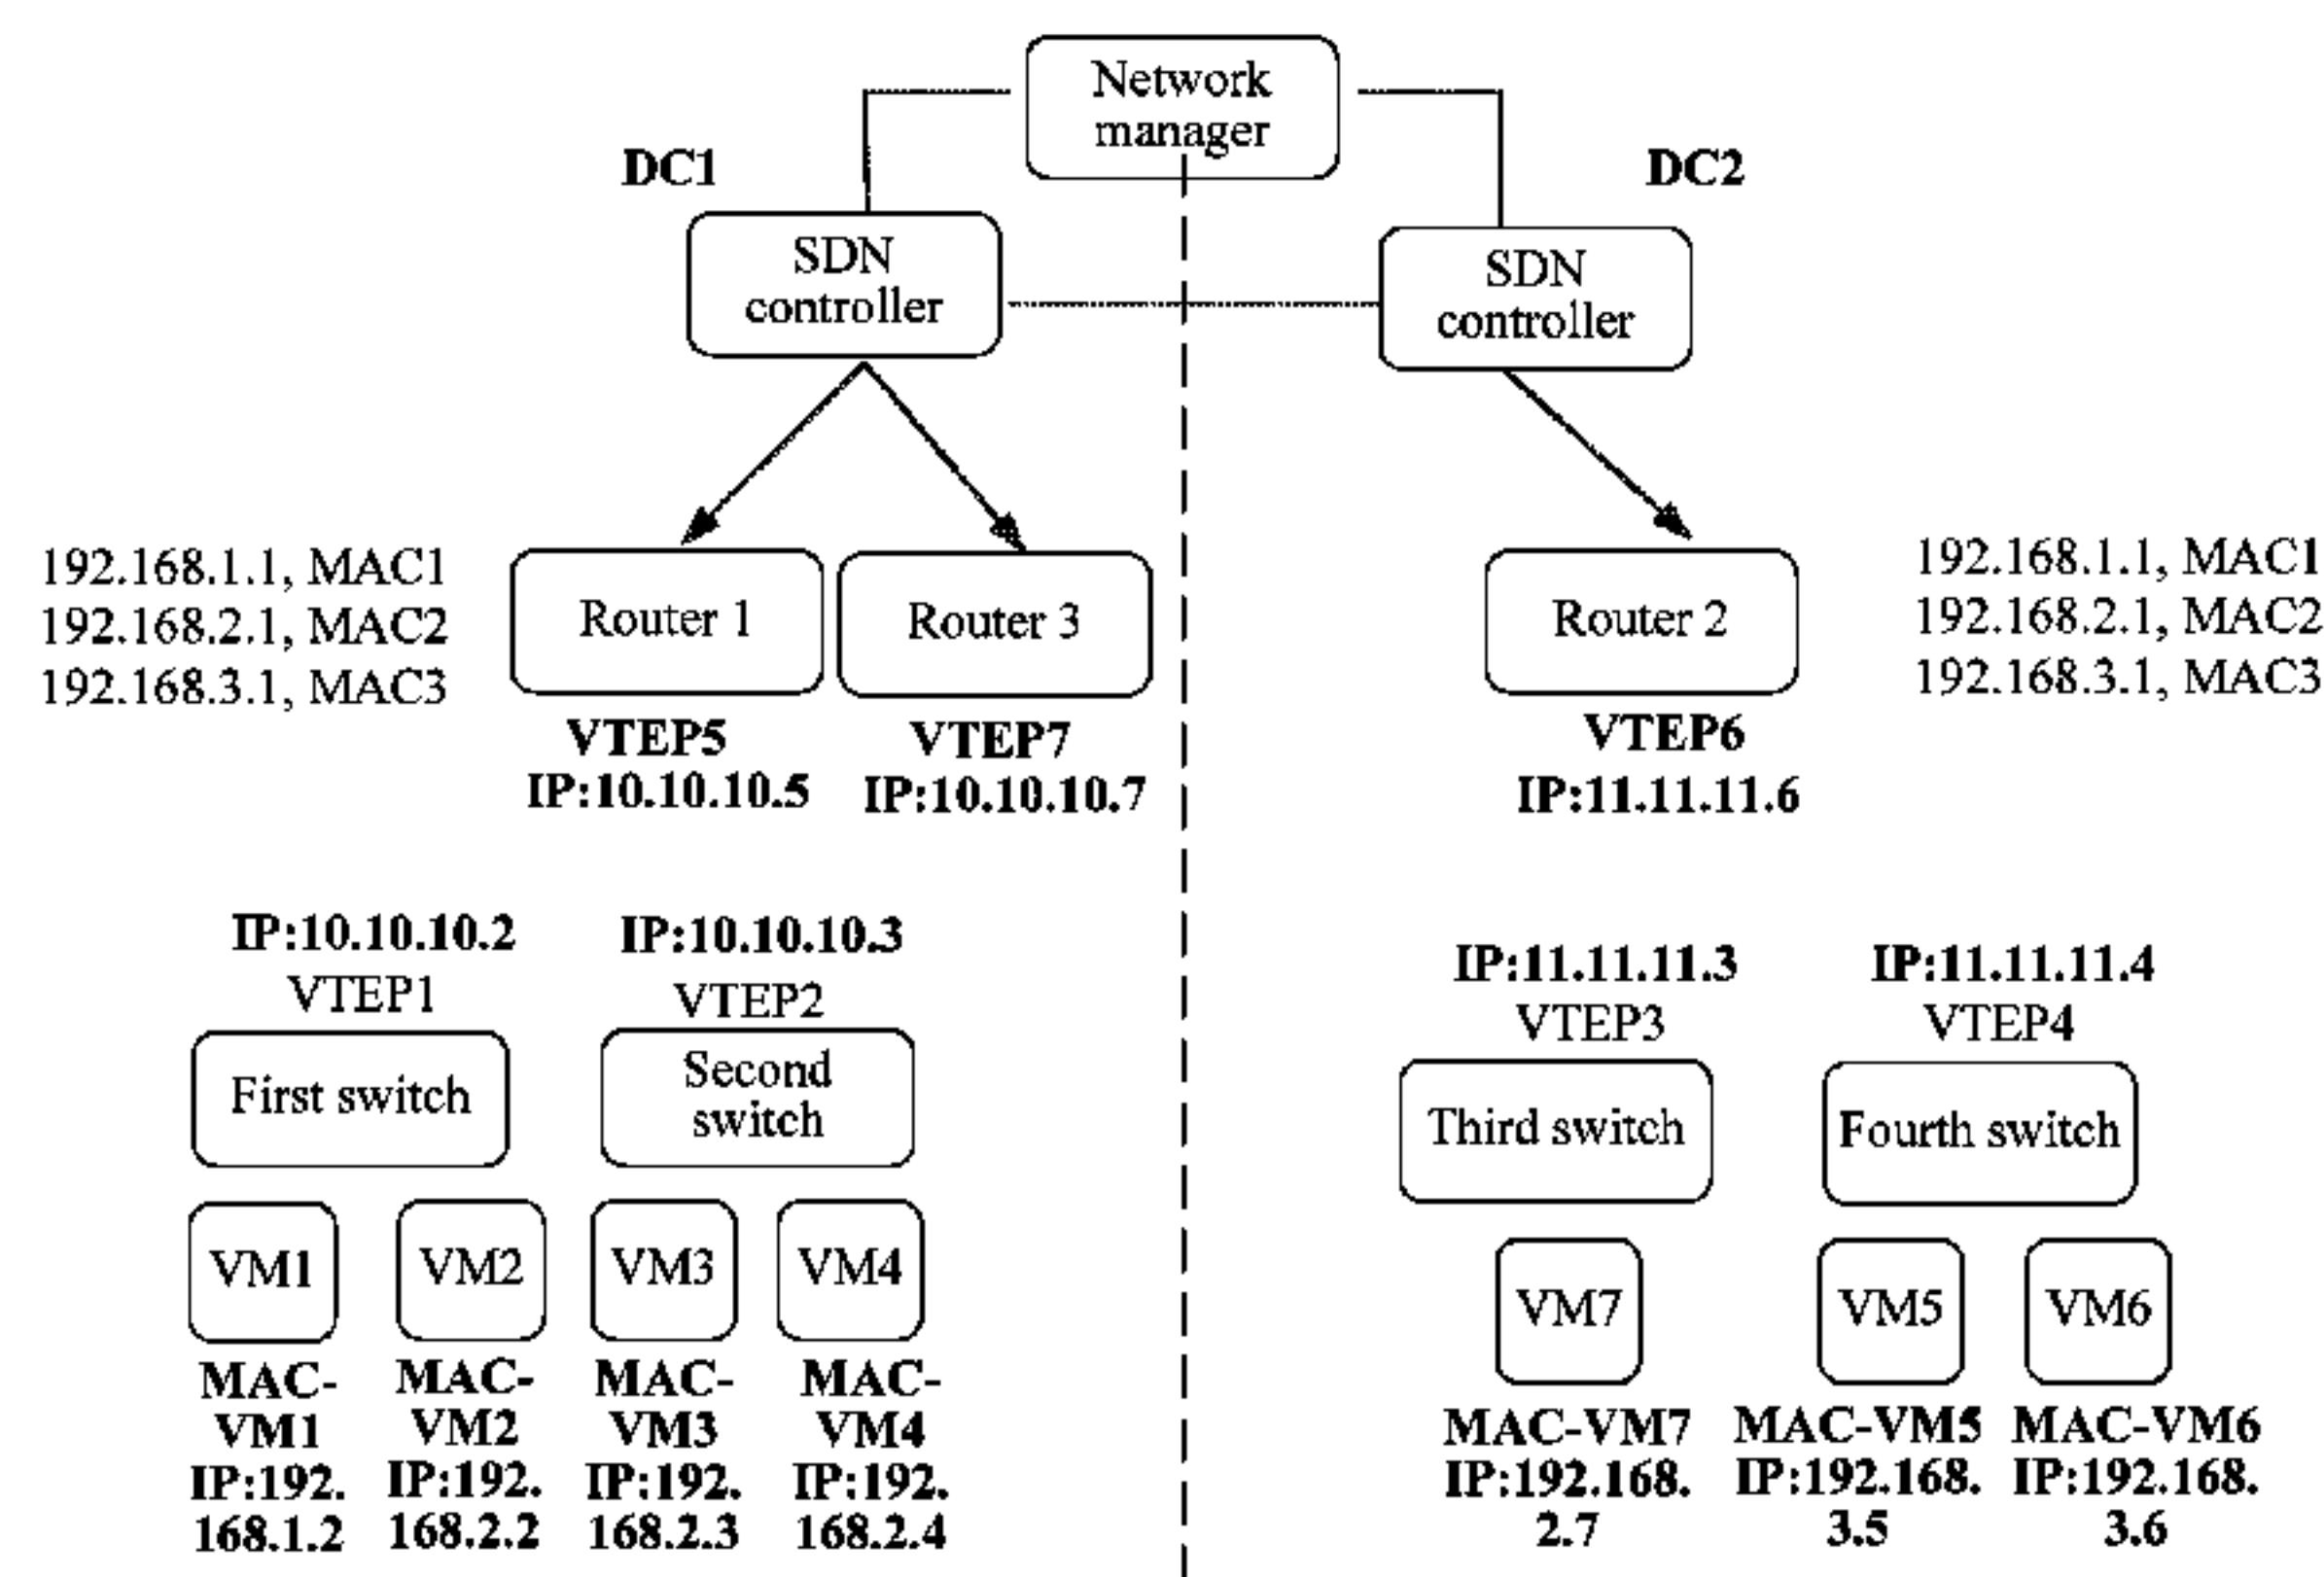 Network
manager
DC1
DC2
SDN
controller
SDN
controller
192.168.1.1, MAC1
192.168.2.1, MAC2
192.168.3.1, MAC3
Router 1
Router 3
Router 2
192.168.1.1, MAC1
192.168.2.1, MAC2
192.168.3.1, MAC3
VTEP5
IP:10.10.10.5
VTEP7
IP:10.10.10.7
VTEP6
IP:11.11.11.6
IP:10.10.10.2
VTEP1
IP:10.10.10.3
VTEP2
IP:11.11.11.3
VTEP3
IP:11.11.11.4
VTEP4
First switch
Second
switch
Third switch
Fourth switch
VM1
VM2
VM3
VM4
VM7
VM5
VM6
MAC-
VM1
IP:192.
168.1.2
MAC-
VM2
IP:192.
168.2.2
MAC-
VM3
IP:192.
168.2.3
MAC-
VM4
IP:192.
168.2.4
MAC-VM7
IP:192.168.
2.7
MAC-VM5
IP:192.168.
3.5
MAC-VM6
IP:192.168.
3.6